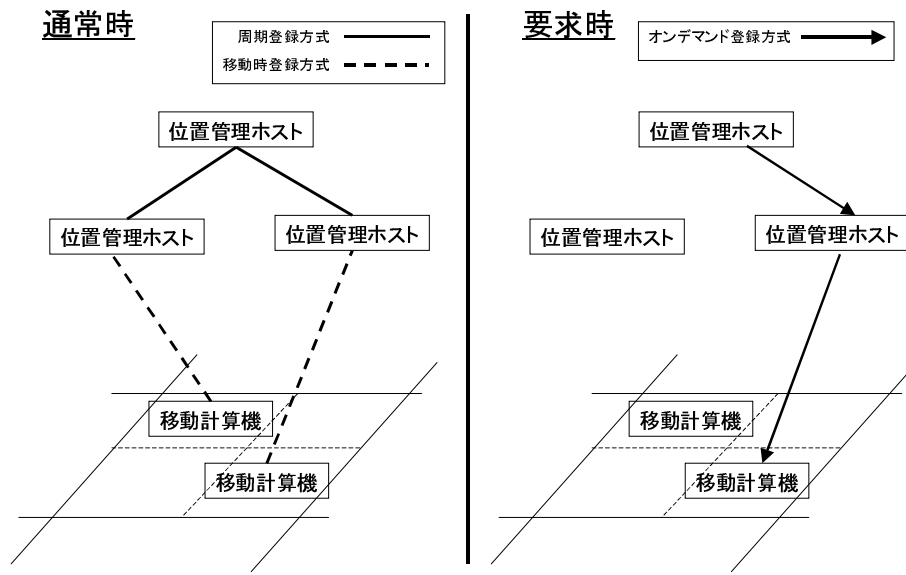 通常時
周期登録方式
移動時登録方式
位置管理ホスト
位置管理ホスト
位置管理ホスト
移動計算機
移動計算機
要求時
オンデマンド登録方式
位置管理ホスト
位置管理ホスト
位置管理ホスト
移動計算機
移動計算機